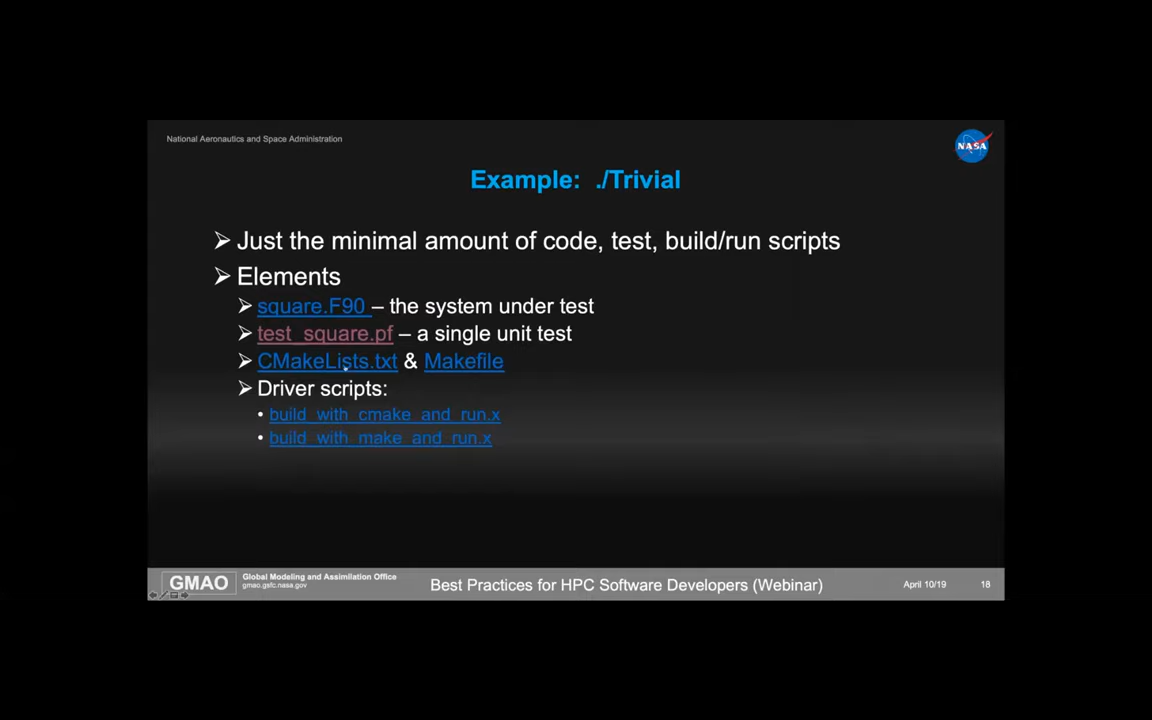 National Aeronautics and Space Administration
NASA
Example: ./Trivial
➢ Just the minimal amount of code, test, build/run scripts
➢ Elements
➢ square.F90 – the system under test
➢ test_square.pf – a single unit test
➢ CMakeLists.txt & Makefile
➢ Driver scripts:
• build_with_cmake_and_run.x
• build_with_make_and_run.x
GMAO
Global Modeling and Assimilation Office
gmao.gsfc.nasa.gov
Best Practices for HPC Software Developers (Webinar)
April 10/19
18